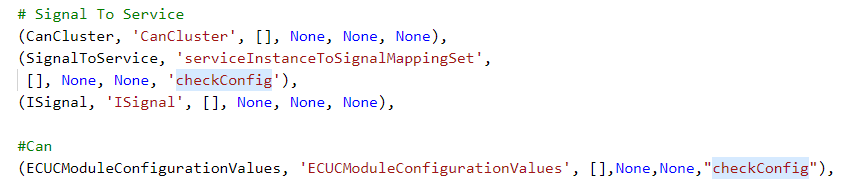 # Signal To Service
(CanCluster, 'CanCluster', [], None, None, None),
(SignalToService, 'serviceInstanceToSignalMappingSet',
[], None, None, 'checkConfig'),
(ISignal, 'ISignal', [], None, None, None),
#Can
(ECUCModuleConfigurationValues, 'ECUCModuleConfigurationValues', [],None,None,"checkConfig"),